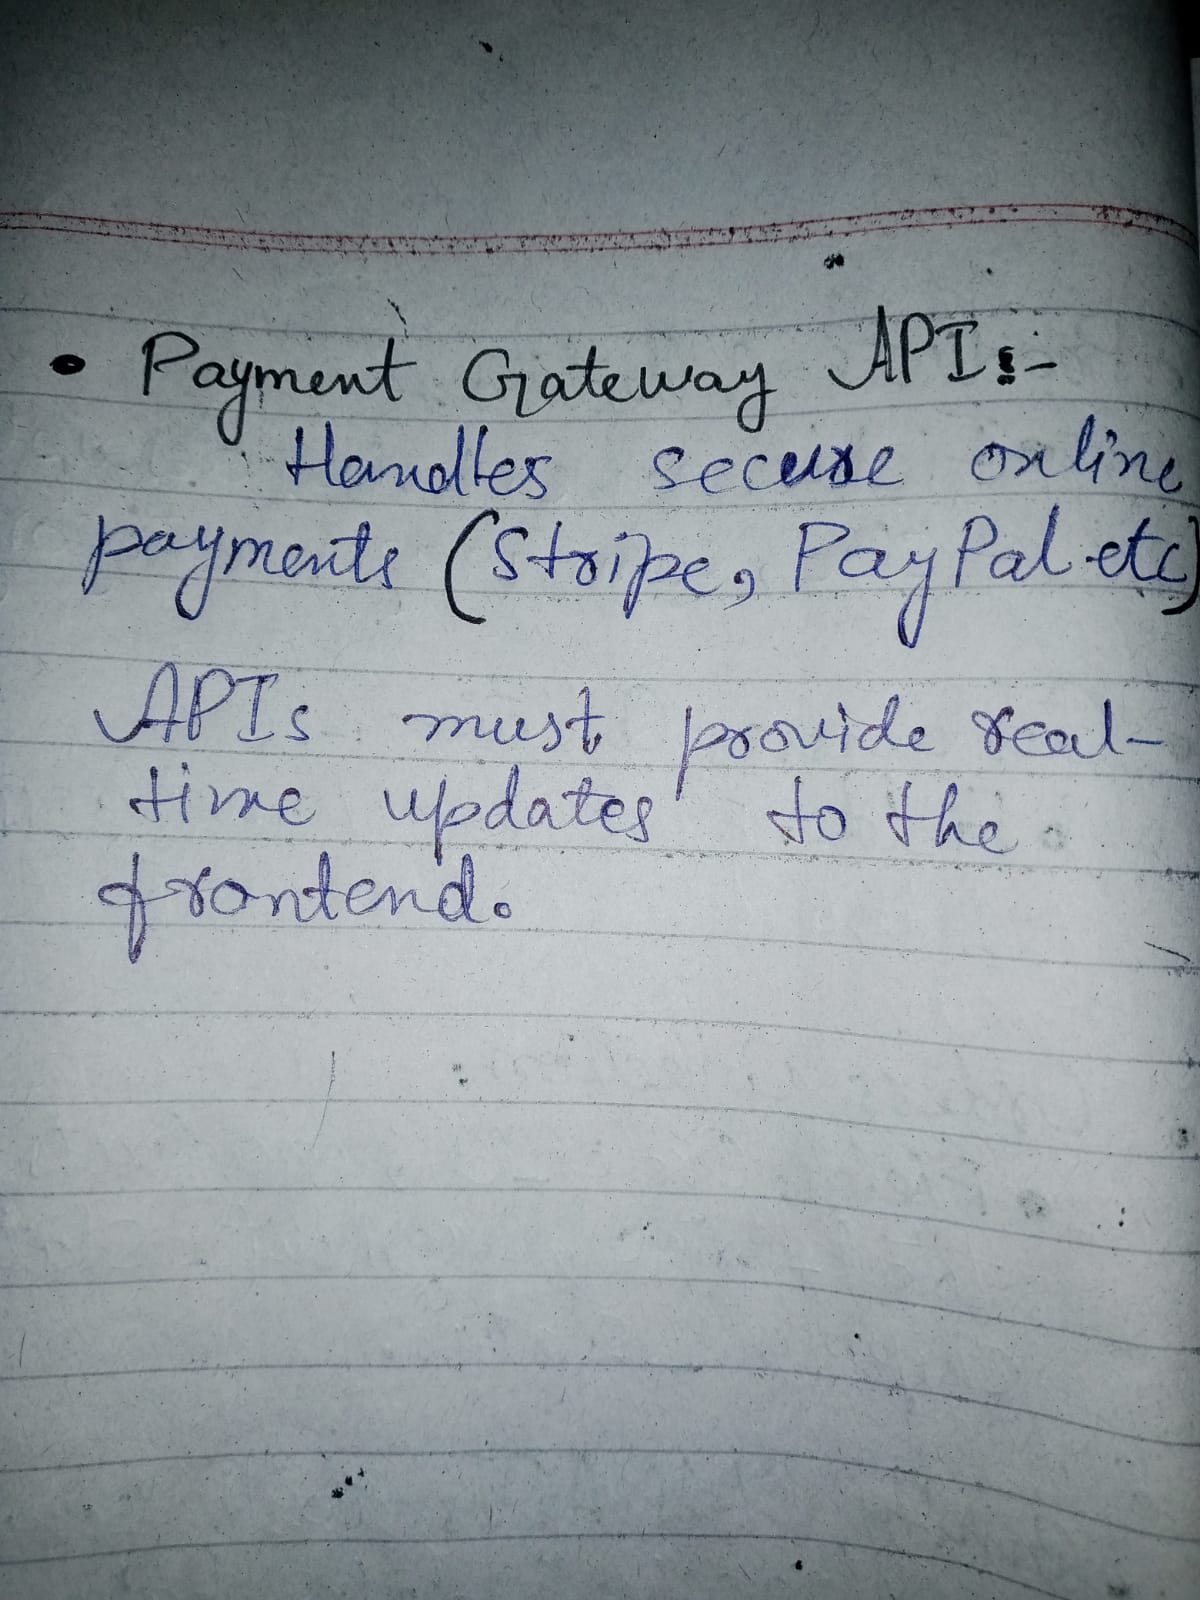 • Payment Gateway API:-
Handles secure online
payments (Stripe, PayPal etc)
APIs must provide real-
time updates to the
frontend.